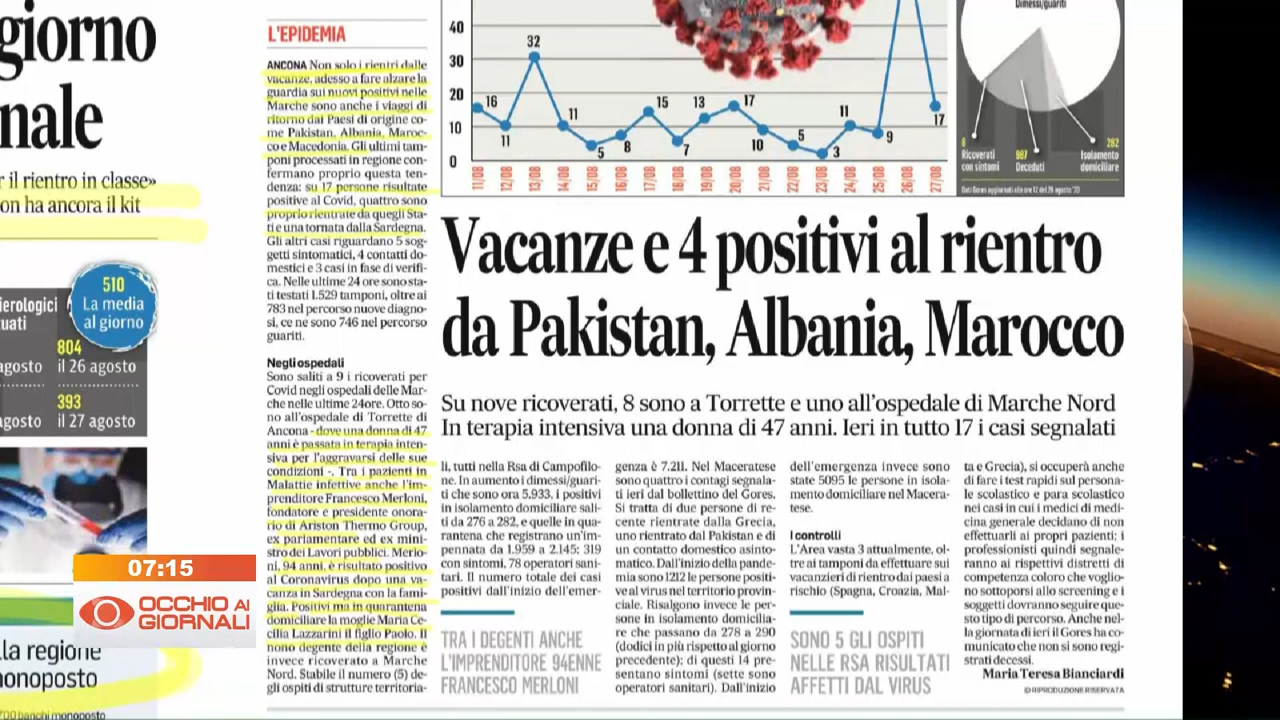 giorno
nale
r il rientro in classe»
on ha ancora il kit
510
La media
al giorno
ierologici
tuati
804
agosto
il 26 agosto
393
agosto
il 27 agosto
07:15
OCCHIO AI
GIORNALI
lla regione
monoposto
700 banchi monoposto
L'EPIDEMIA
ANCONA Non solo i rientri dalle
vacanze, adesso a fare alzare la
guardia sui nuovi positivi nelle
Marche sono anche i viaggi di
ritorno dai Paesi di origine co-
me Pakistan, Albania, Maroc-
co e Macedonia. Gli ultimi tam-
poni processati in regione con-
fermano proprio questa ten-
denza: su 17 persone risultate
positive al Covid, quattro sono
proprio rientrate da quegli Sta-
ti e una tornata dalla Sardegna.
Gli altri casi riguardano 5 sog-
getti sintomatici, 4 contatti do-
mestici e 3 casi in fase di verifi-
ca. Nelle ultime 24 ore sono sta-
ti testati 1.529 tamponi, oltre ai
783 nel percorso nuove diagno-
si, ce ne sono 746 nel percorso
guariti.
Negli ospedali
Sono saliti a 9 i ricoverati per
Covid negli ospedali delle Mar-
che nelle ultime 24ore. Otto so-
no all'ospedale di Torrette di
Ancona - dove una donna di 47
anni è passata in terapia inten-
siva per l'aggravarsi delle sue
condizioni -. Tra i pazienti in
Malattie infettive anche l'im-
prenditore Francesco Merloni,
fondatore e presidente onora-
rio di Ariston Thermo Group,
ex parlamentare ed ex mini-
stro dei Lavori pubblici. Merlo-
ni, 94 anni, è risultato positivo
al Coronavirus dopo una va-
canza in Sardegna con la fami-
glia. Positivi ma in quarantena
domiciliare la moglie Maria Ce-
cilia Lazzarini il figlio Paolo. Il
nono degente della regione è
invece ricoverato a Marche
Nord. Stabile il numero (5) de-
gli ospiti di strutture territoria-
40
30
20
10
0
16
11
32
11
5
8
15
7
13
17
10
5
3
11
9
17
11/08
12/08
13/08
14/08
15/08
16/08
17/08
18/08
19/08
20/08
21/08
22/08
23/08
24/08
25/08
26/08
27/08
Dimessi/guariti
8
Ricoverati
con sintomi
987
Deceduti
282
Isolamento
domiciliare
Vacanze e 4 positivi al rientro
da Pakistan, Albania, Marocco
Su nove ricoverati, 8 sono a Torrette e uno all'ospedale di Marche Nord
In terapia intensiva una donna di 47 anni. Ieri in tutto 17 i casi segnalati
li, tutti nella Rsa di Campofilo-
ne. In aumento i dimessi/guari-
ti che sono ora 5.933, i positivi
in isolamento domiciliare sali-
ti da 276 a 282, e quelle in qua-
rantena che registrano un'im-
pennata da 1.959 a 2.145: 319
con sintomi, 78 operatori sani-
tari. Il numero totale dei casi
positivi dall'inizio dell'emer-
TRA I DEGENTI ANCHE
L'IMPRENDITORE 94ENNE
FRANCESCO MERLONI
genza è 7.211. Nel Maceratese
sono quattro i contagi segnala-
ti ieri dal bollettino del Gores.
Si tratta di due persone di re-
cente rientrate dalla Grecia,
uno rientrato dal Pakistan e di
un contatto domestico asinto-
matico. Dall'inizio della pande-
mia sono 1212 le persone positi-
ve al virus nel territorio provin-
ciale. Risalgono invece le per-
sone in isolamento domicilia-
re che passano da 278 a 290
(dodici in più rispetto al giorno
precedente); di questi 14 pre-
sentano sintomi (sette sono
operatori sanitari). Dall'inizio
dell'emergenza invece sono
state 5095 le persone in isola-
mento domiciliare nel Macera-
tese.
I controlli
L'Area vasta 3 attualmente, ol-
tre ai tamponi da effettuare sui
vacanzieri di rientro dai paesi a
rischio (Spagna, Croazia, Mal-
SONO 5 GLI OSPITI
NELLE RSA RISULTATI
AFFETTI DAL VIRUS
ta e Grecia), si occuperà anche
di fare i test rapidi sul persona-
le scolastico e para scolastico
nei casi in cui i medici di medi-
cina generale decidano di non
effettuarli ai propri pazienti; i
professionisti quindi segnale-
ranno ai rispettivi distretti di
competenza coloro che voglio-
no sottoporsi allo screening e i
soggetti dovranno seguire que-
sto tipo di percorso. Anche nel-
la giornata di ieri il Gores ha co-
municato che non si sono regi-
strati decessi.
Maria Teresa Bianciardi
© RIPRODUZIONE RISERVATA